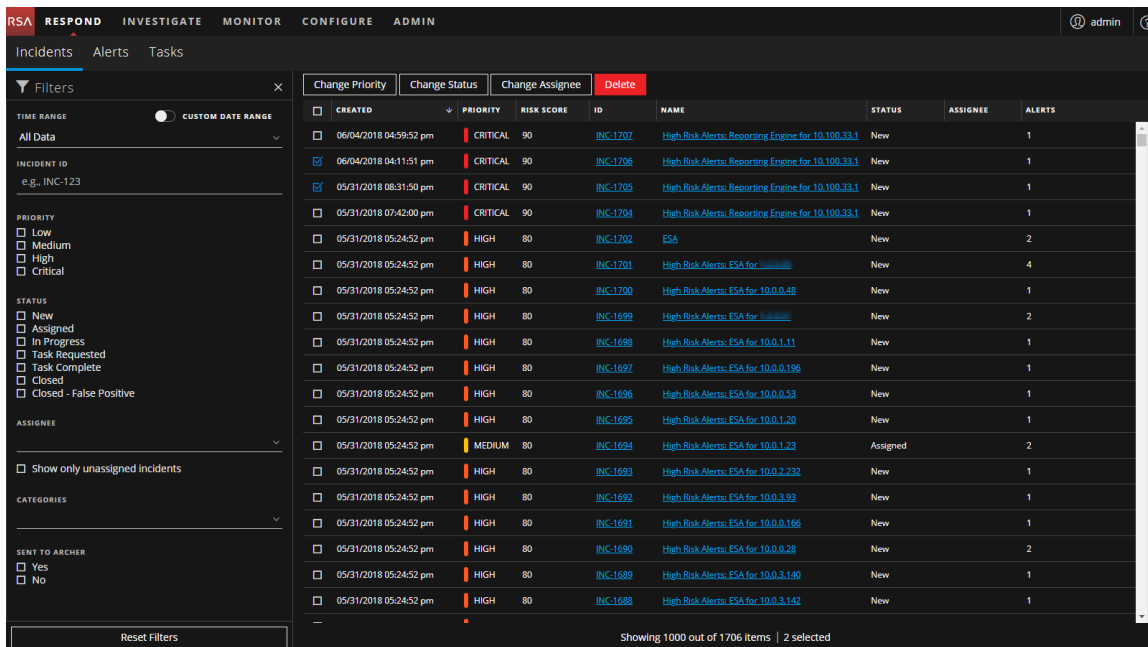 RSA RESPOND INVESTIGATE MONITOR CONFIGURE ADMIN admin
Incidents Alerts Tasks
Filters
TIME RANGE CUSTOM DATE RANGE
All Data
INCIDENT ID
e.g., INC-123
PRIORITY
Low
Medium
High
Critical
STATUS
New
Assigned
In Progress
Task Requested
Task Complete
Closed
Closed - False Positive
ASSIGNEE
Show only unassigned incidents
CATEGORIES
SENT TO ARCHER
Yes
No
Reset Filters
Change Priority Change Status Change Assignee Delete
CREATED PRIORITY RISK SCORE ID NAME STATUS ASSIGNEE ALERTS
06/04/2018 04:59:52 pm CRITICAL 90 INC-1707 High Risk Alerts: Reporting Engine for 10.100.33.1 New 1
06/04/2018 04:11:51 pm CRITICAL 90 INC-1706 High Risk Alerts: Reporting Engine for 10.100.33.1 New 1
05/31/2018 08:31:50 pm CRITICAL 90 INC-1705 High Risk Alerts: Reporting Engine for 10.100.33.1 New 1
05/31/2018 07:42:00 pm CRITICAL 90 INC-1704 High Risk Alerts: Reporting Engine for 10.100.33.1 New 1
05/31/2018 05:24:52 pm HIGH 80 INC-1702 ESA New 2
05/31/2018 05:24:52 pm HIGH 80 INC-1701 High Risk Alerts: ESA for New 4
05/31/2018 05:24:52 pm HIGH 80 INC-1700 High Risk Alerts: ESA for 10.0.0.48 New 1
05/31/2018 05:24:52 pm HIGH 80 INC-1699 High Risk Alerts: ESA for New 2
05/31/2018 05:24:52 pm HIGH 80 INC-1698 High Risk Alerts: ESA for 10.0.1.11 New 1
05/31/2018 05:24:52 pm HIGH 80 INC-1697 High Risk Alerts: ESA for 10.0.0.196 New 1
05/31/2018 05:24:52 pm HIGH 80 INC-1696 High Risk Alerts: ESA for 10.0.0.53 New 1
05/31/2018 05:24:52 pm HIGH 80 INC-1695 High Risk Alerts: ESA for 10.0.1.20 New 1
05/31/2018 05:24:52 pm MEDIUM 80 INC-1694 High Risk Alerts: ESA for 10.0.1.23 Assigned 2
05/31/2018 05:24:52 pm HIGH 80 INC-1693 High Risk Alerts: ESA for 10.0.2.232 New 1
05/31/2018 05:24:52 pm HIGH 80 INC-1692 High Risk Alerts: ESA for 10.0.3.93 New 1
05/31/2018 05:24:52 pm HIGH 80 INC-1691 High Risk Alerts: ESA for 10.0.0.166 New 1
05/31/2018 05:24:52 pm HIGH 80 INC-1690 High Risk Alerts: ESA for 10.0.0.28 New 2
05/31/2018 05:24:52 pm HIGH 80 INC-1689 High Risk Alerts: ESA for 10.0.3.140 New 1
05/31/2018 05:24:52 pm HIGH 80 INC-1688 High Risk Alerts: ESA for 10.0.3.142 New 1
Showing 1000 out of 1706 items | 2 selected